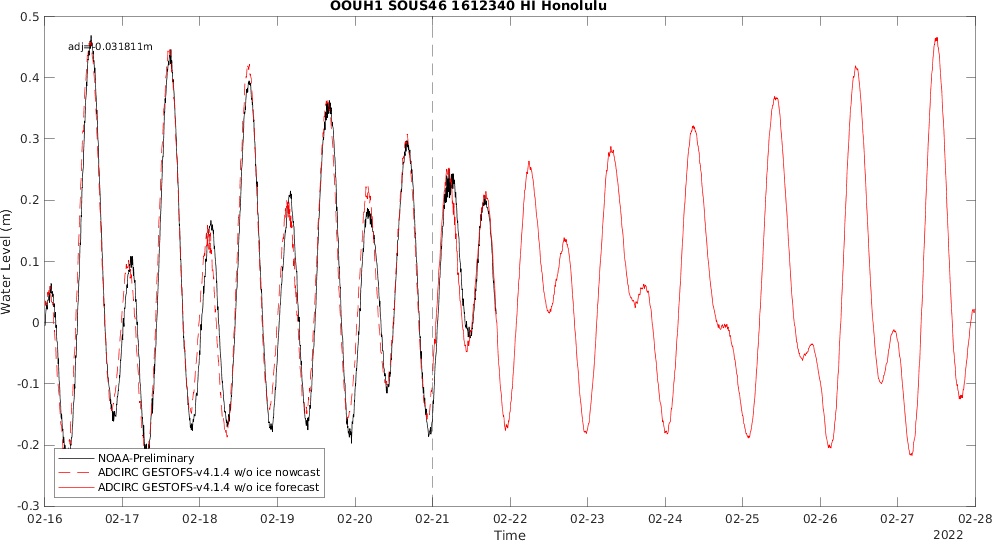 OOUH1 SOUS46 1612340 HI Honolulu
0.5
adj=-0.031811m
0.4
0.3
0.2
0.1
0
-0.1
-0.2
-0.3
Water Level (m)
NOAA-Preliminary
ADCIRC GESTOFS-v4.1.4 w/o ice nowcast
ADCIRC GESTOFS-v4.1.4 w/o ice forecast
02-16 02-17 02-18 02-19 02-20 02-21 02-22 02-23 02-24 02-25 02-26 02-27 02-28
Time
2022